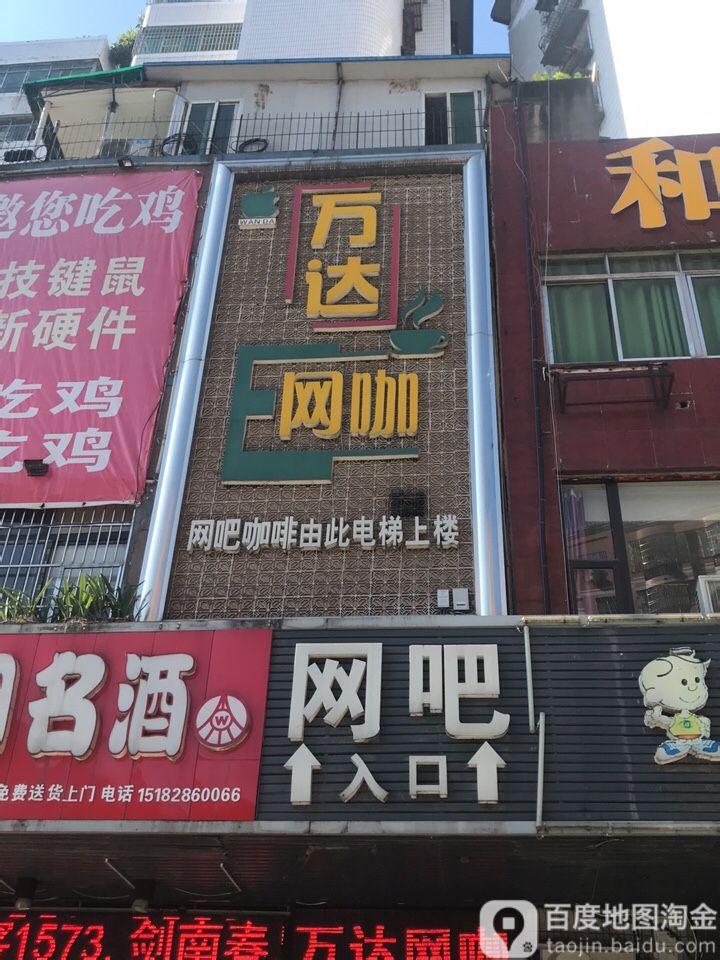 邀您吃鸡
技键鼠
新硬件
吃鸡
吃鸡
WANDA
万
达
网咖
网吧咖啡由此电梯上楼
和
名酒
W
免费送货上门 电话 15182860066
网吧
入口
1573.剑南春 万达网咖
百度地图淘金
taojin.baidu.com